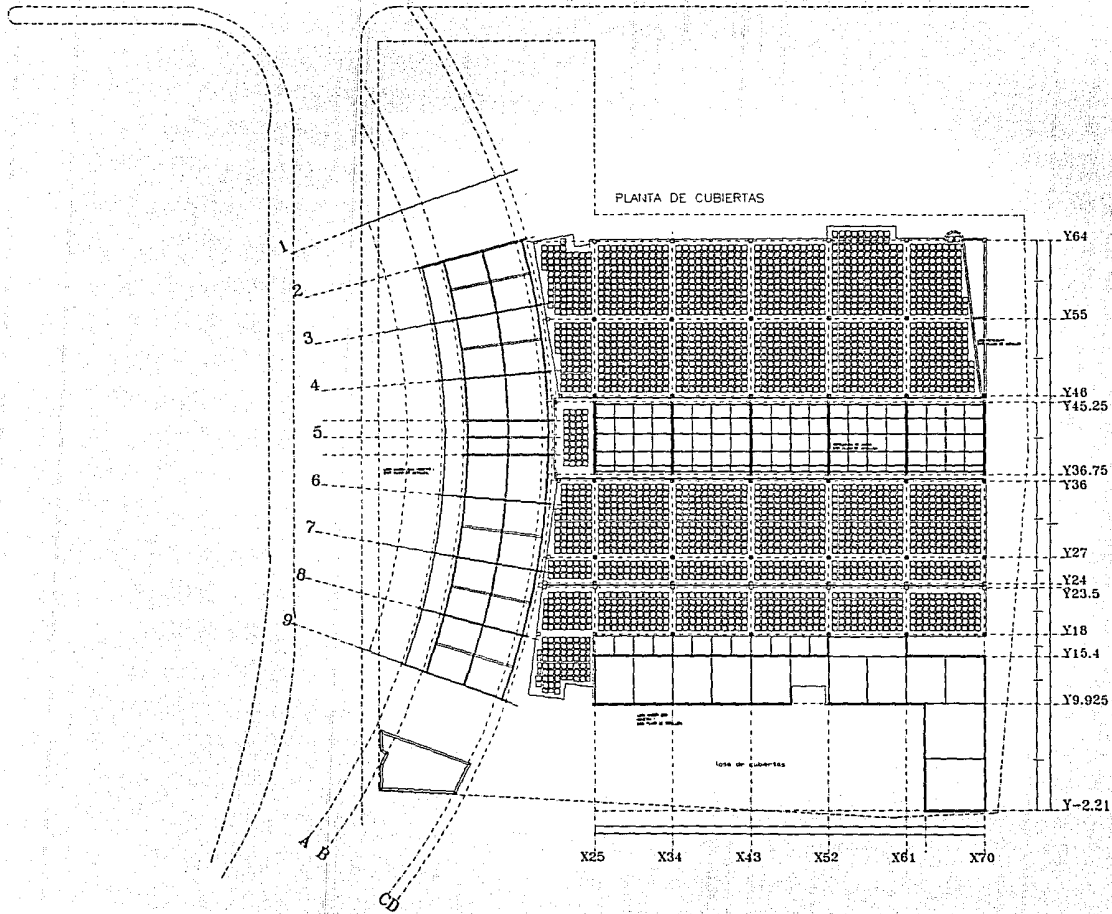 PLANTA DE CUBIERTAS
1
2
3
4
5
6
7
8
9
A
B
CD
Y64
Y55
Y46
Y45.25
Y36.75
Y36
Y27
Y24
Y23.5
Y18
Y15.4
Y9.925
Y-2.21
losa de cubiertas
X25 X34 X43 X52 X61 X70